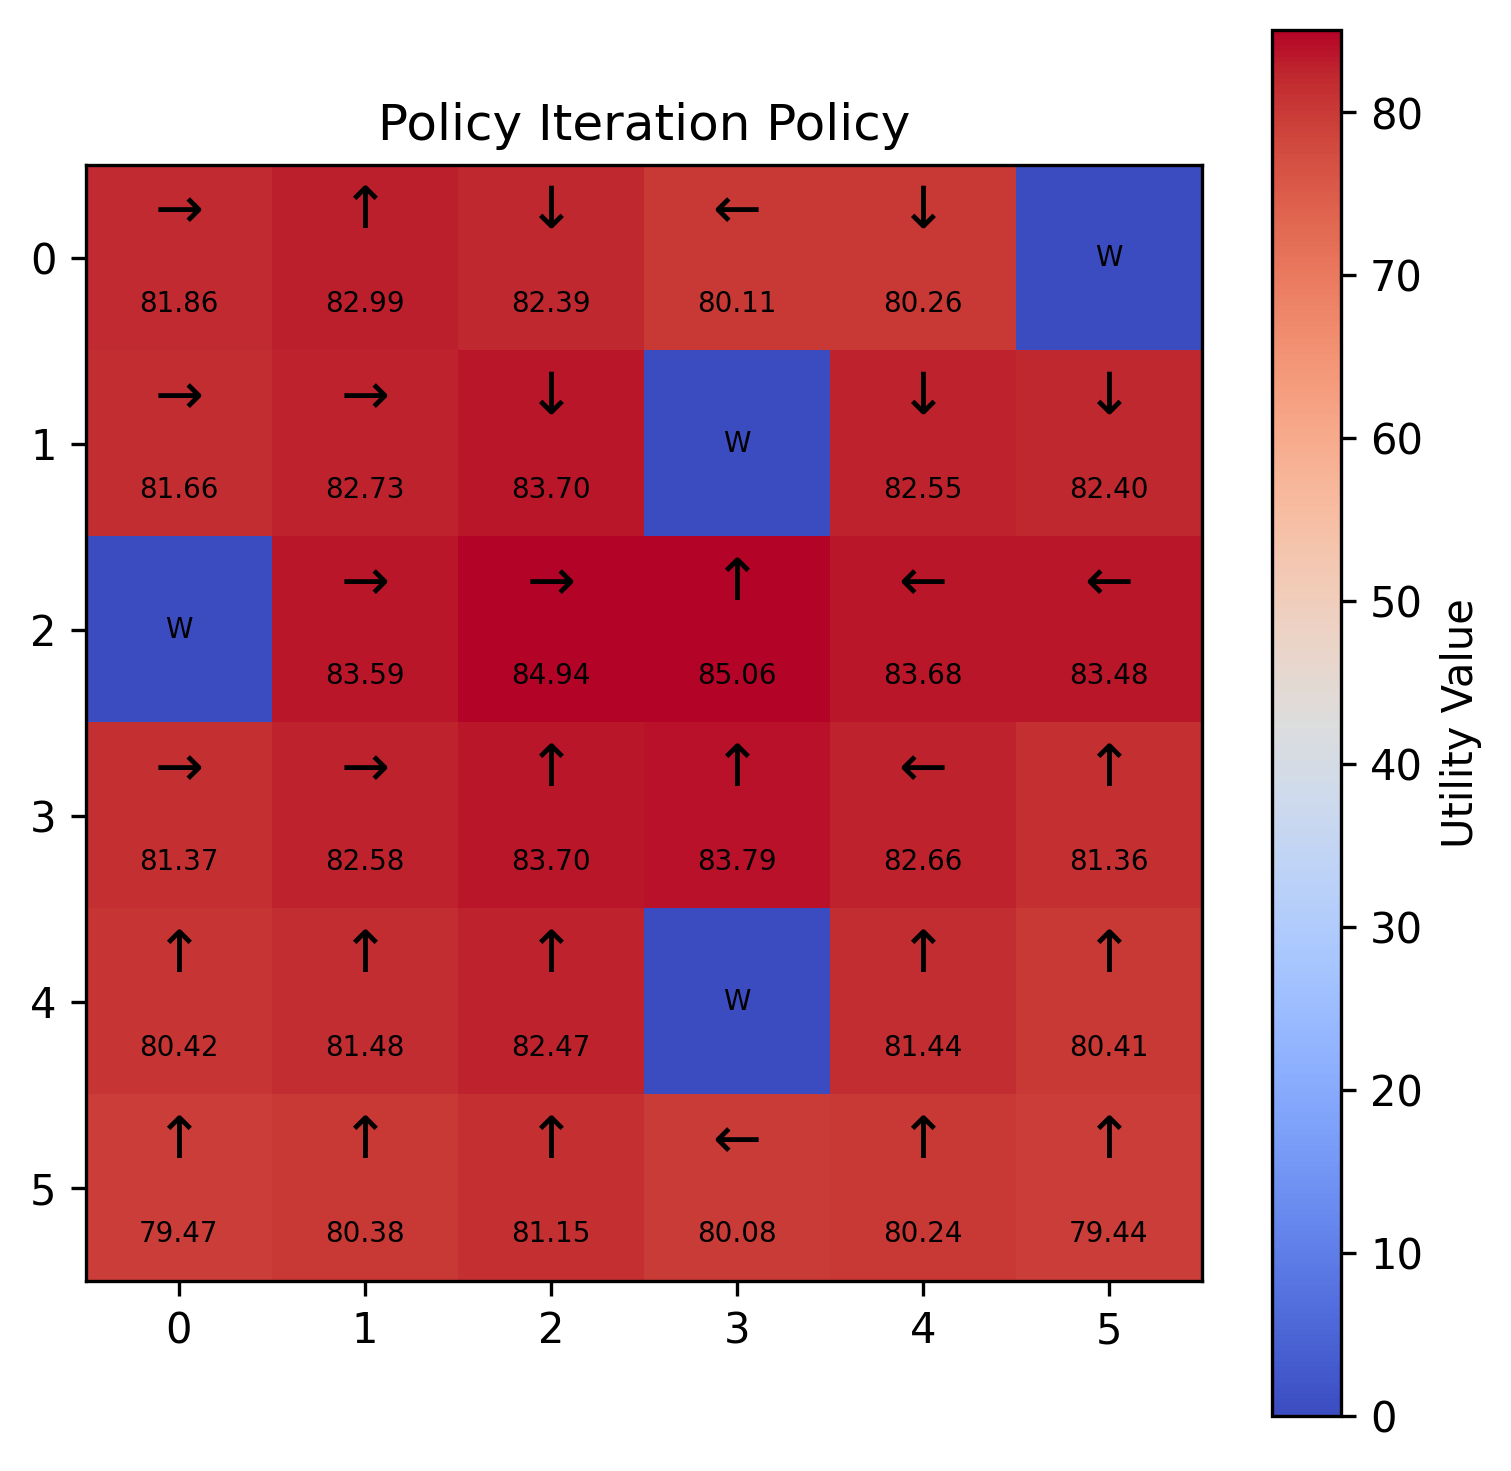 Policy Iteration Policy
→ ↑ ↓ ← ↓
0 W
81.86 82.99 82.39 80.11 80.26
→ → ↓ ↓ ↓
1 W
81.66 82.73 83.70 82.55 82.40
→ → ↑ ← ←
2 W
83.59 84.94 85.06 83.68 83.48
→ → ↑ ↑ ← ↑
3
81.37 82.58 83.70 83.79 82.66 81.36
↑ ↑ ↑ ↑ ↑
4 W
80.42 81.48 82.47 81.44 80.41
↑ ↑ ↑ ← ↑ ↑
5
79.47 80.38 81.15 80.08 80.24 79.44
0 1 2 3 4 5
80
70
60
50
40
30
20
10
0
Utility Value